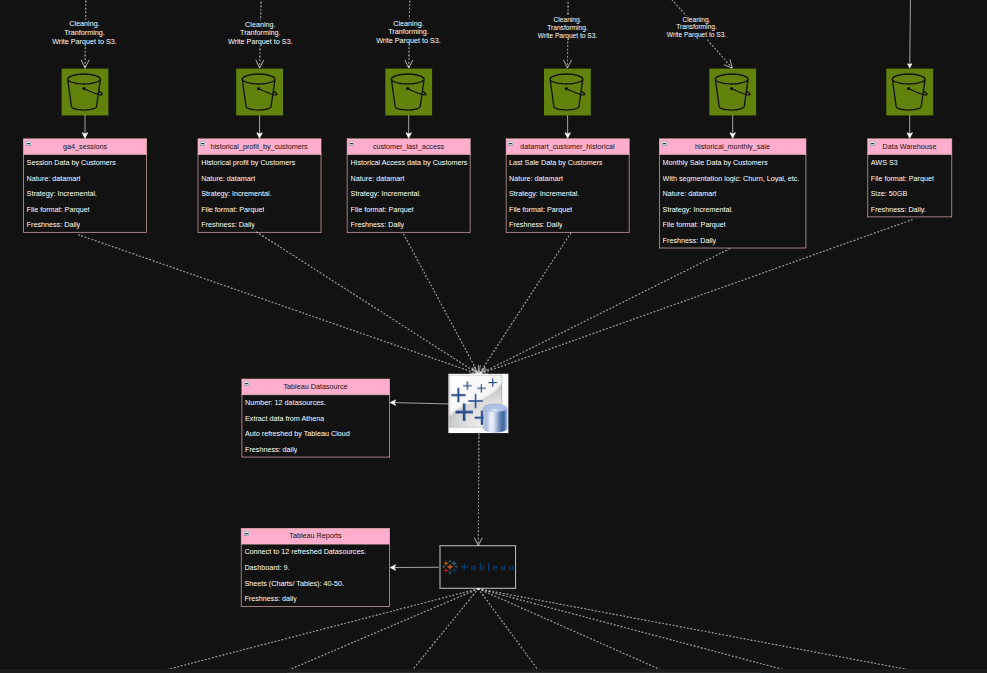 Cleaning.
Tranforming.
Write Parquet to S3.
Cleaning.
Tranforming.
Write Parquet to S3.
Cleaning.
Tranforming.
Write Parquet to S3.
Cleaning.
Transforming.
Write Parquet to S3.
Cleaning.
Transforming.
Write Parquet to S3.
ga4_sessions
Session Data by Customers
Nature: datamart
Strategy: Incremental.
File format: Parquet
Freshness: Daily
historical_profit_by_customers
Historical profit by Customers
Nature: datamart
Strategy: Incremental.
File format: Parquet
Freshness: Daily
customer_last_access
Historical Access data by Customers
Nature: datamart
Strategy: Incremental.
File format: Parquet
Freshness: Daily
datamart_customer_historical
Last Sale Data by Customers
Nature: datamart
Strategy: Incremental.
File format: Parquet
Freshness: Daily
historical_monthly_sale
Monthly Sale Data by Customers
With segmentation logic: Churn, Loyal, etc.
Nature: datamart
Strategy: Incremental.
File format: Parquet
Freshness: Daily
Data Warehouse
AWS S3
File format: Parquet
Size: 50GB
Freshness: Daily.
Tableau Datasource
Number: 12 datasources.
Extract data from Athena
Auto refreshed by Tableau Cloud
Freshness: daily
Tableau Reports
Connect to 12 refreshed Datasources.
Dashboard: 9.
Sheets (Charts/ Tables): 40-50.
Freshness: daily
tableau